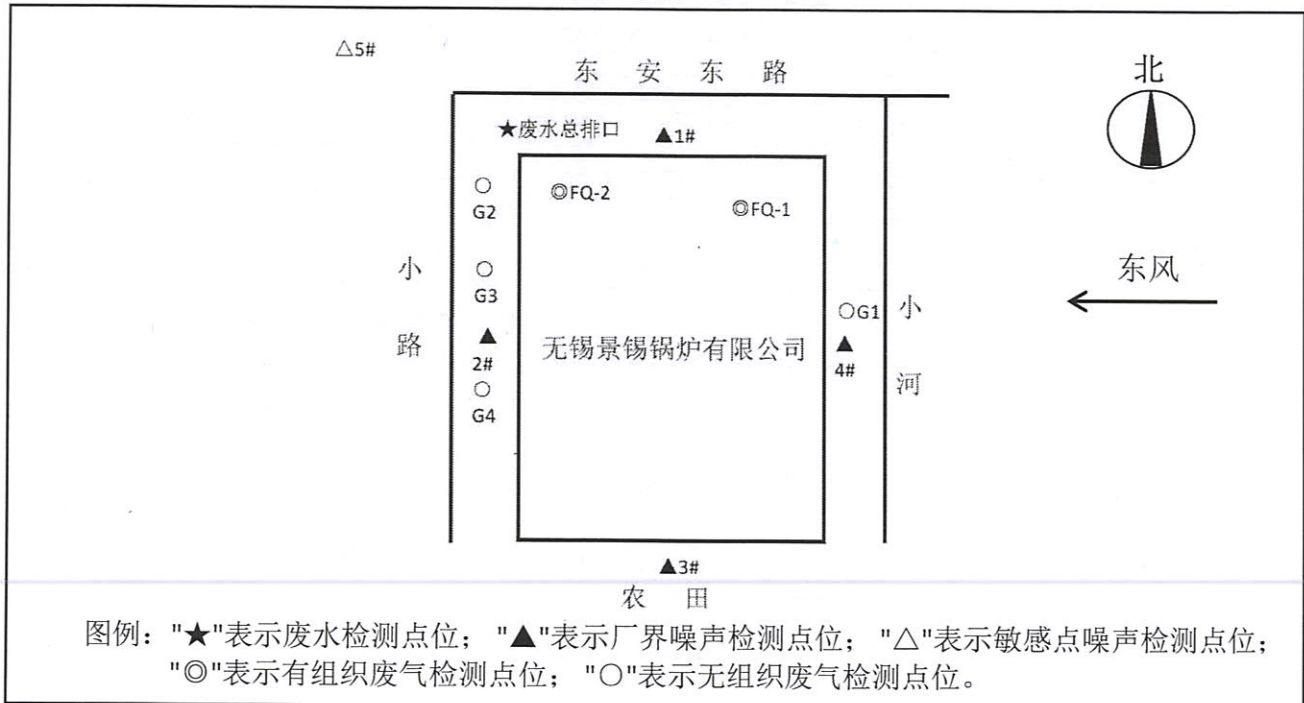 △5#
东安东路
北
★废水总排口
▲1#
○
G2
◎FQ-2
◎FQ-1
小路
○
G3
东风
○G1
小河
▲
2#
无锡景锡锅炉有限公司
▲
4#
○
G4
▲3#
农田
图例："★"表示废水检测点位；"▲"表示厂界噪声检测点位；"△"表示敏感点噪声检测点位；
"◎"表示有组织废气检测点位；"○"表示无组织废气检测点位。